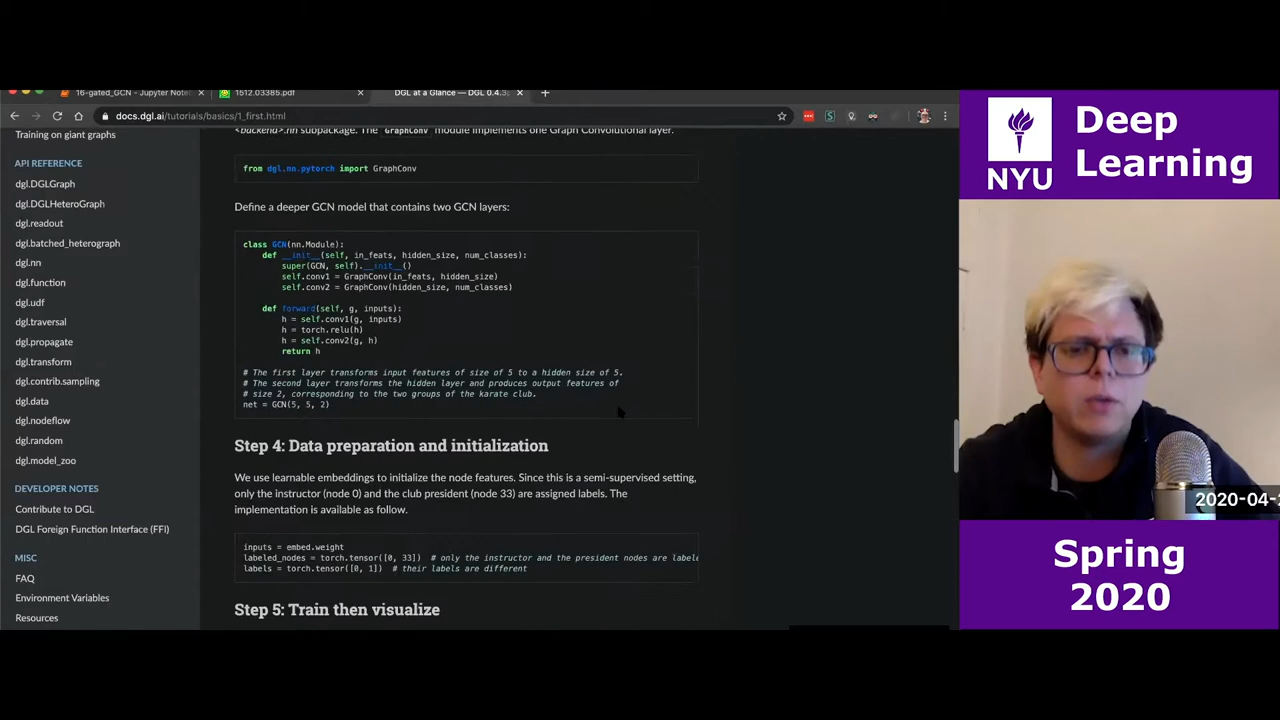 16-gated_GCN - Jupyter Note
1512.03385.pdf
DGL at a Glance — DGL 0.4.3
docs.dgl.ai/tutorials/basics/1_first.html
Training on giant graphs
API REFERENCE
dgl.DGLGraph
dgl.DGLHeteroGraph
dgl.readout
dgl.batched_heterograph
dgl.nn
dgl.function
dgl.udf
dgl.traversal
dgl.propagate
dgl.transform
dgl.contrib.sampling
dgl.data
dgl.nodeflow
dgl.random
dgl.model_zoo
DEVELOPER NOTES
Contribute to DGL
DGL Foreign Function Interface (FFI)
MISC
FAQ
Environment Variables
Resources
<backend>.nn subpackage. The GraphConv module implements one Graph Convolutional layer.
from dgl.nn.pytorch import GraphConv
Define a deeper GCN model that contains two GCN layers:
class GCN(nn.Module):
def __init__(self, in_feats, hidden_size, num_classes):
super(GCN, self).__init__()
self.conv1 = GraphConv(in_feats, hidden_size)
self.conv2 = GraphConv(hidden_size, num_classes)
def forward(self, g, inputs):
h = self.conv1(g, inputs)
h = torch.relu(h)
h = self.conv2(g, h)
return h
# The first layer transforms input features of size of 5 to a hidden size of 5.
# The second layer transforms the hidden layer and produces output features of
# size 2, corresponding to the two groups of the karate club.
net = GCN(5, 5, 2)
Step 4: Data preparation and initialization
We use learnable embeddings to initialize the node features. Since this is a semi-supervised setting,
only the instructor (node 0) and the club president (node 33) are assigned labels. The
implementation is available as follow.
inputs = embed.weight
labeled_nodes = torch.tensor([0, 33])  # only the instructor and the president nodes are labele
labels = torch.tensor([0, 1])  # their labels are different
Step 5: Train then visualize
NYU
Deep
Learning
2020-04-2
Spring
2020